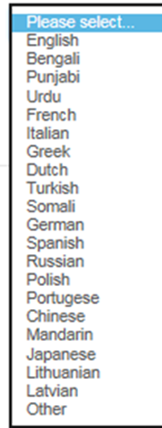 Please select...
English
Bengali
Punjabi
Urdu
French
Italian
Greek
Dutch
Turkish
Somali
German
Spanish
Russian
Polish
Portugese
Chinese
Mandarin
Japanese
Lithuanian
Latvian
Other